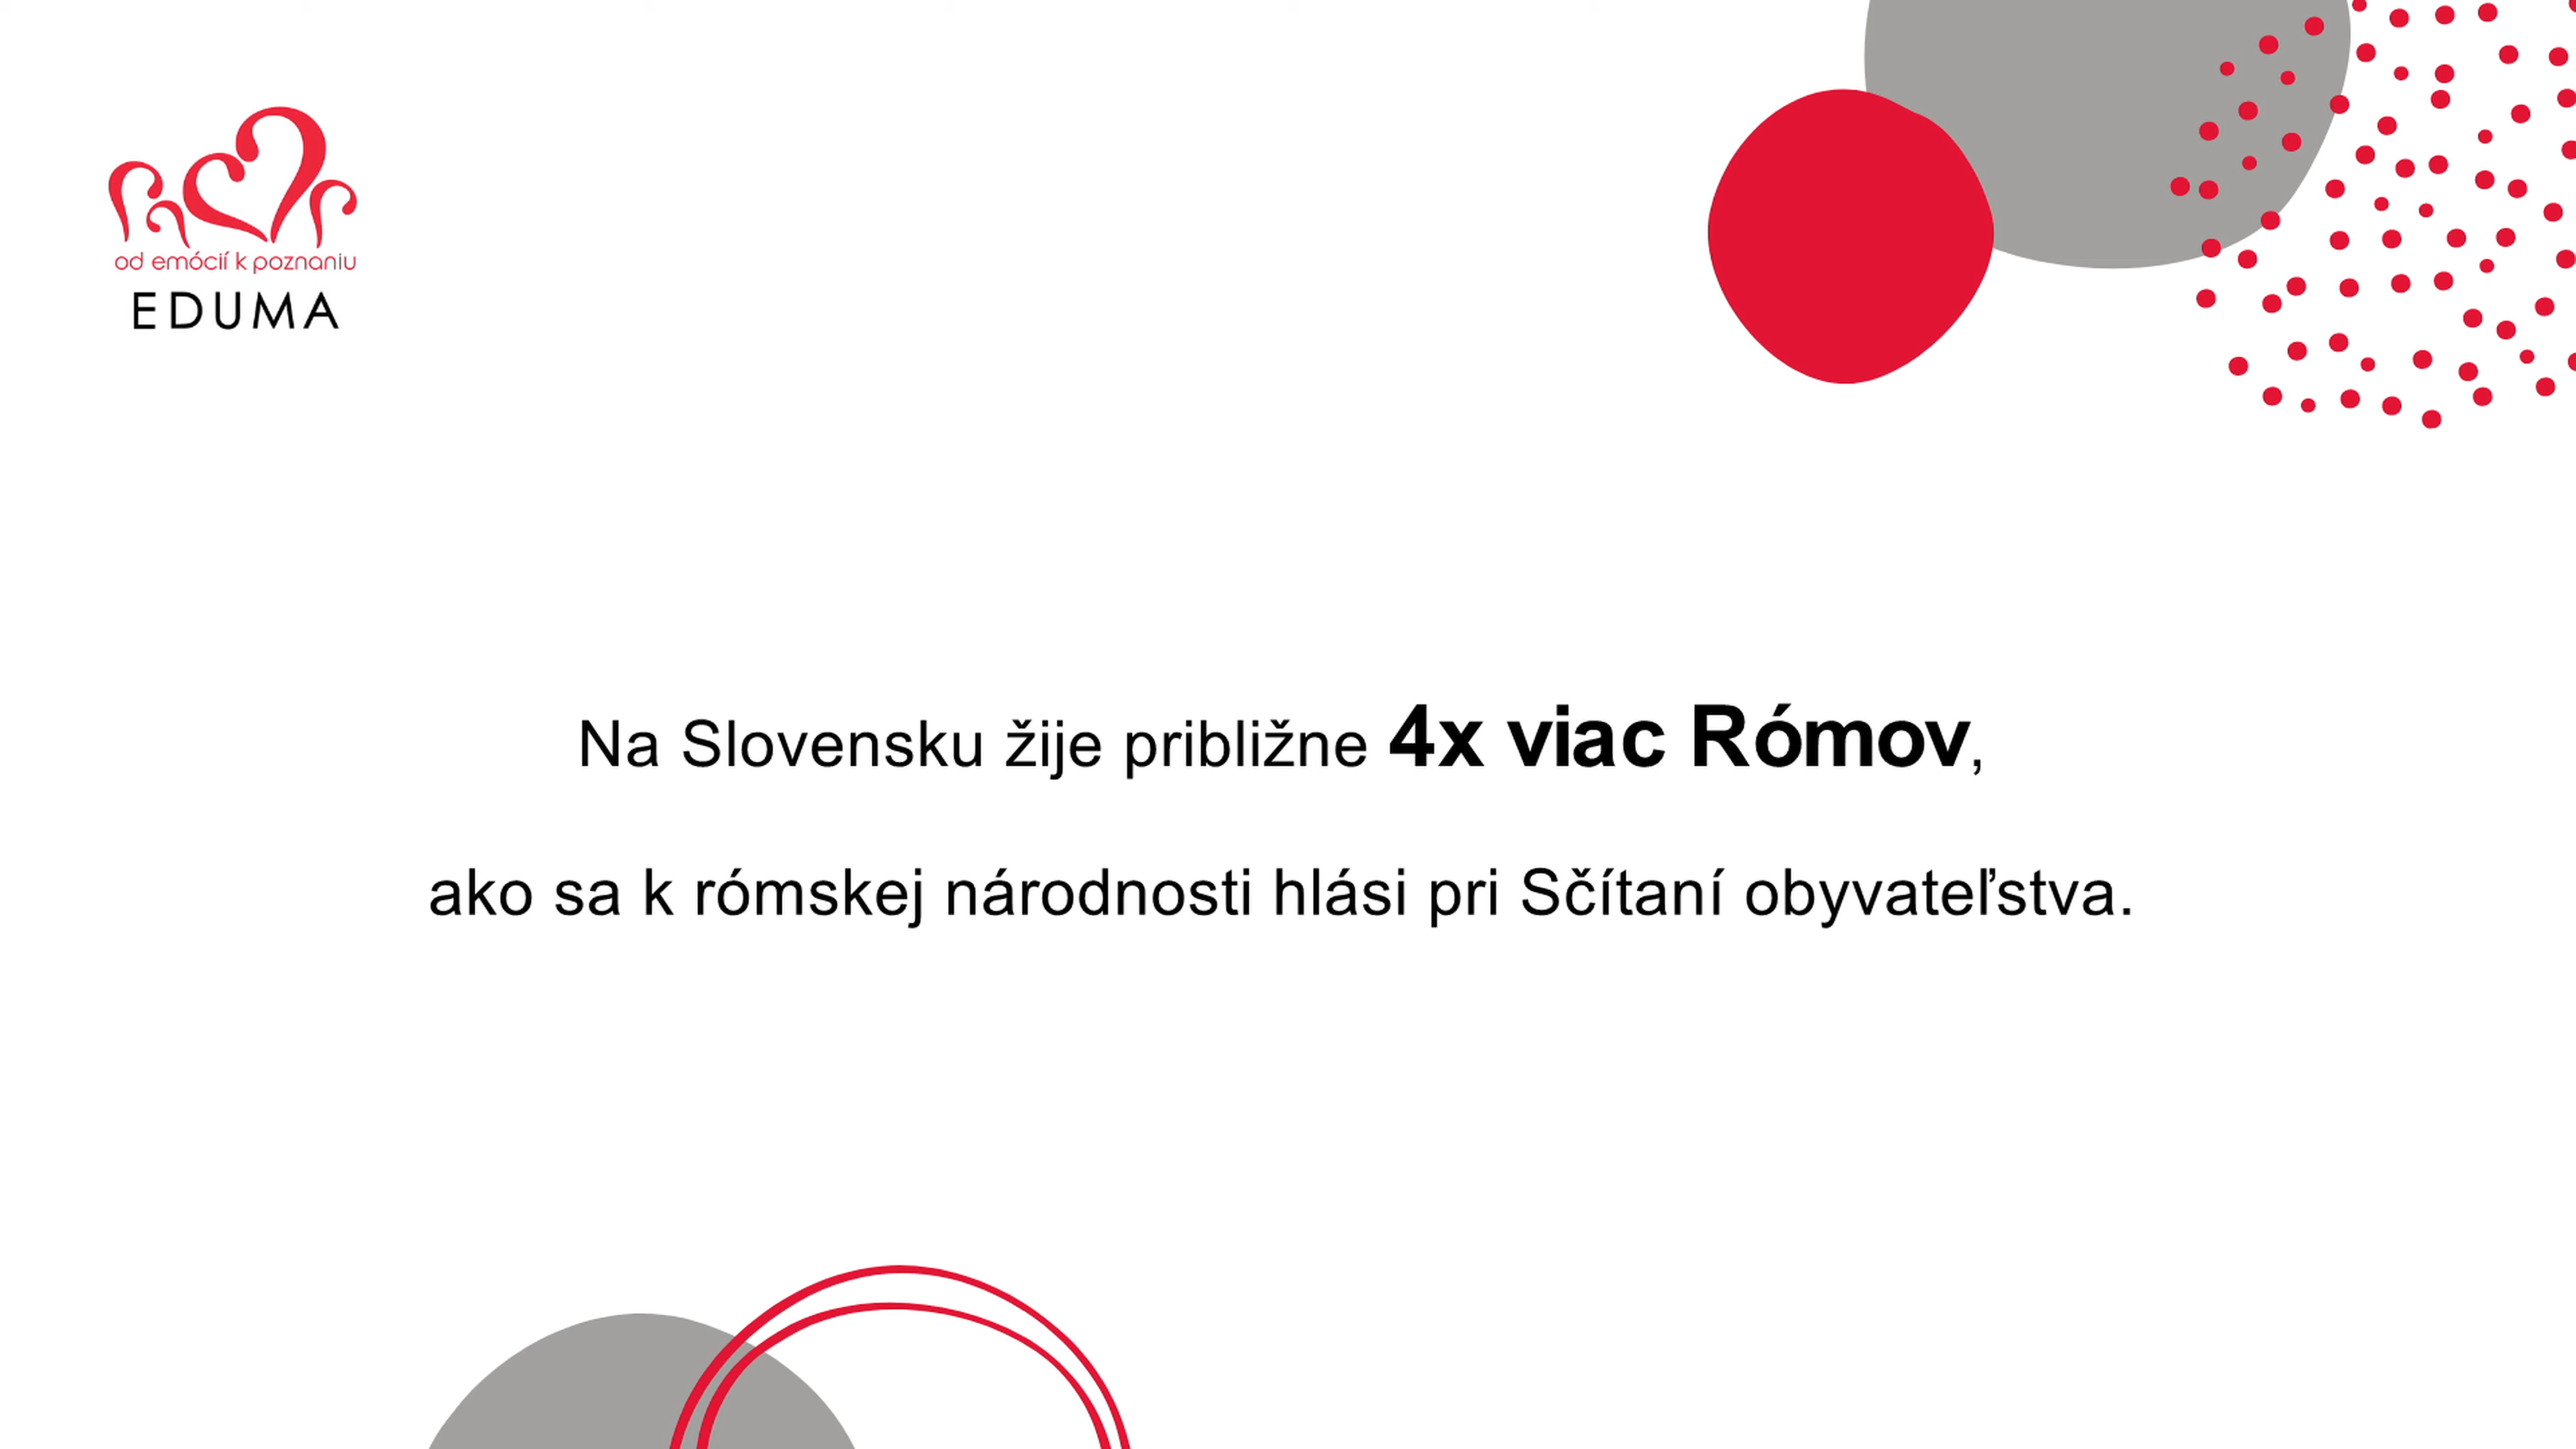 od emócií k poznaniu
EDUMA
Na Slovensku žije približne 4x viac Rómov,
ako sa k rómskej národnosti hlási pri Sčítaní obyvateľstva.